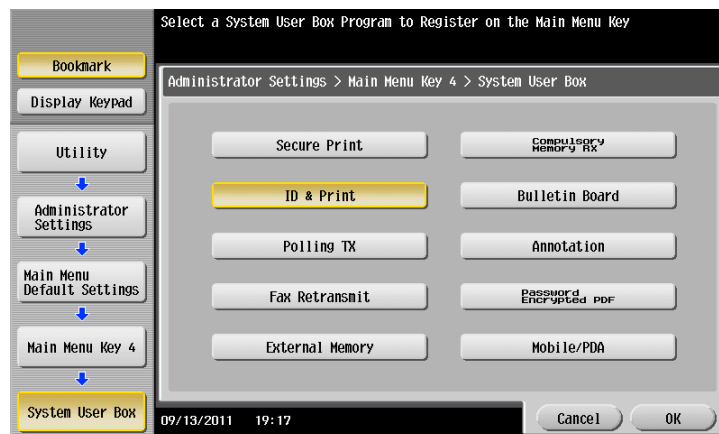 Select a System User Box Program to Register on the Main Menu Key
Bookmark
Display Keypad
Administrator Settings > Main Menu Key 4 > System User Box
Utility
Administrator
Settings
Main Menu
Default Settings
Main Menu Key 4
System User Box
Secure Print
Compulsory
Memory RX
ID & Print
Bulletin Board
Polling TX
Annotation
Fax Retransmit
Password
Encrypted PDF
External Memory
Mobile/PDA
09/13/2011 19:17
Cancel
OK